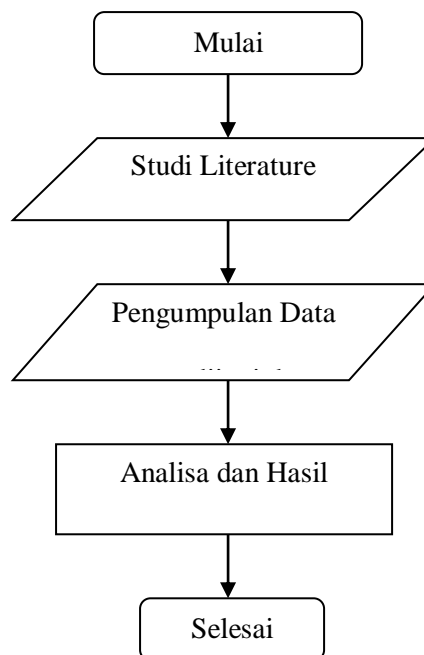 Mulai
Studi Literature
Pengumpulan Data
Analisa dan Hasil
Selesai